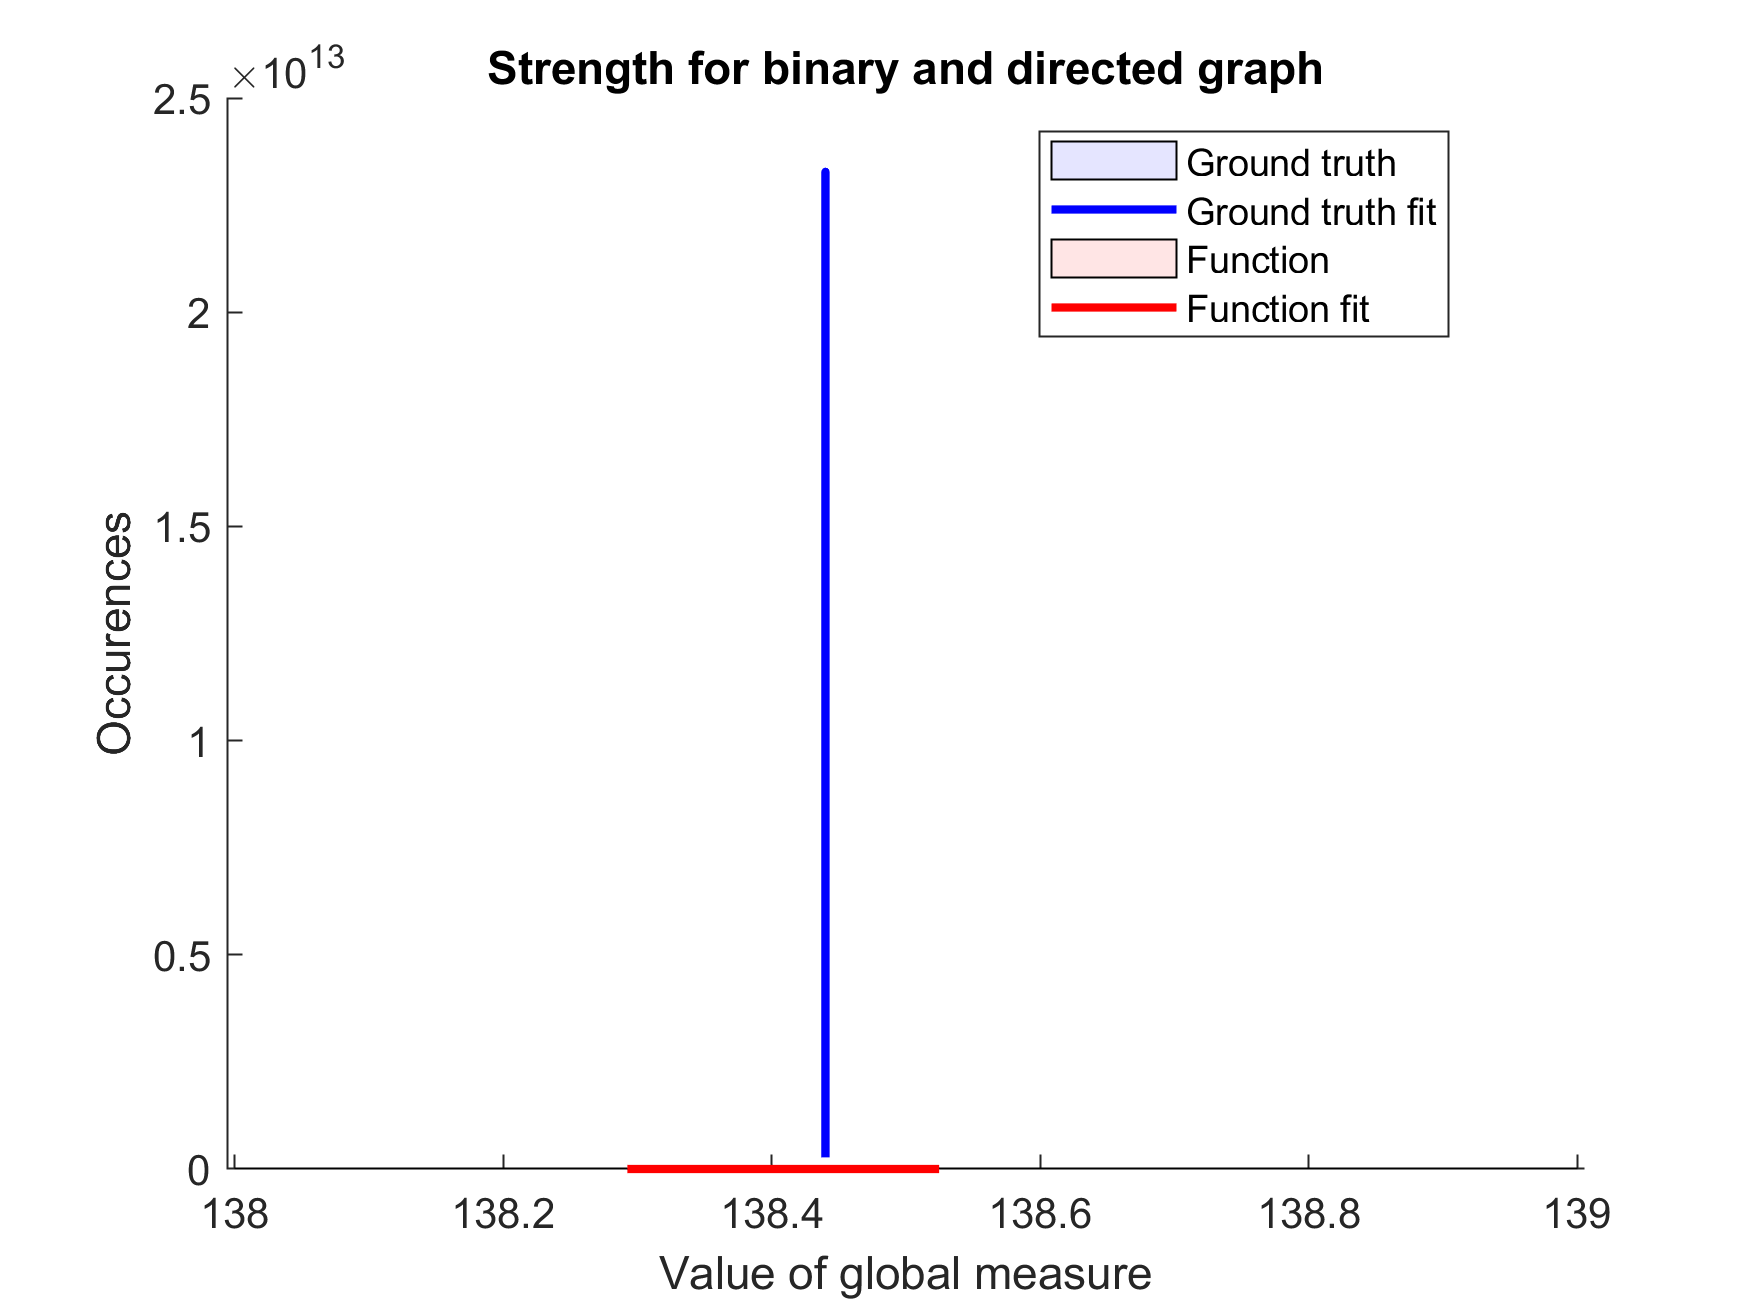 Strength for binary and directed graph
×10^13
2.5
2
1.5
1
0.5
0
Occurences
Ground truth
Ground truth fit
Function
Function fit
138 138.2 138.4 138.6 138.8 139
Value of global measure